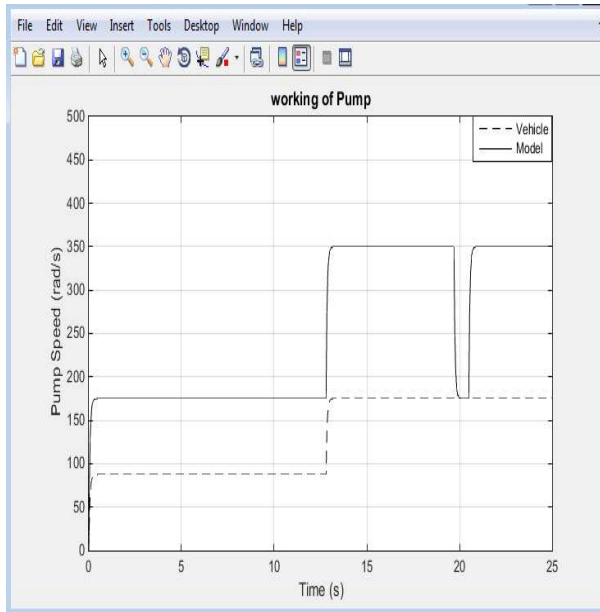 File Edit View Insert Tools Desktop Window Help
working of Pump
500
450
400
350
300
250
200
150
100
50
0
Pump Speed (rad/s)
Vehicle
Model
0 5 10 15 20 25
Time (s)